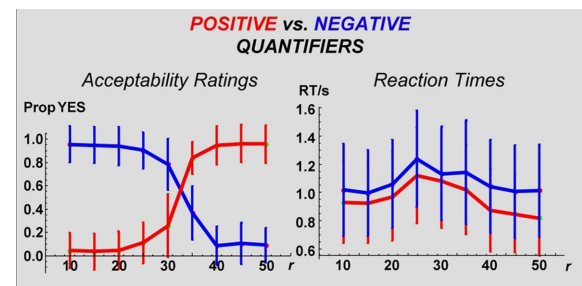 POSITIVE vs. NEGATIVE
QUANTIFIERS
Acceptability Ratings
Reaction Times
Prop YES
RT/s
1.0
0.8
0.6
0.4
0.2
0.0
10 20 30 40 50 r
1.6
1.4
1.2
1.0
0.8
0.6
10 20 30 40 50 r